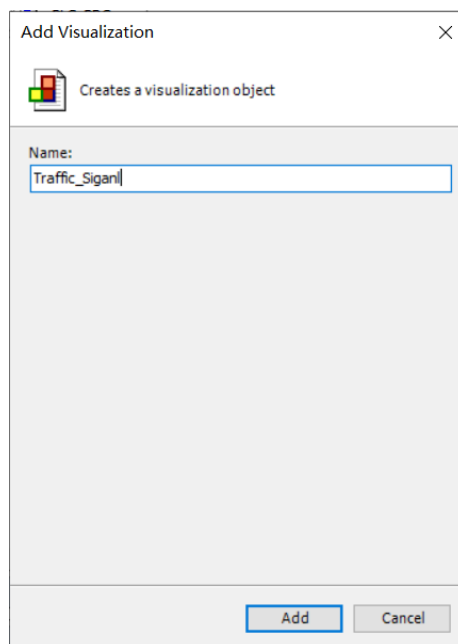 Add Visualization
Creates a visualization object
Name:
Traffic_Siganl
Add
Cancel